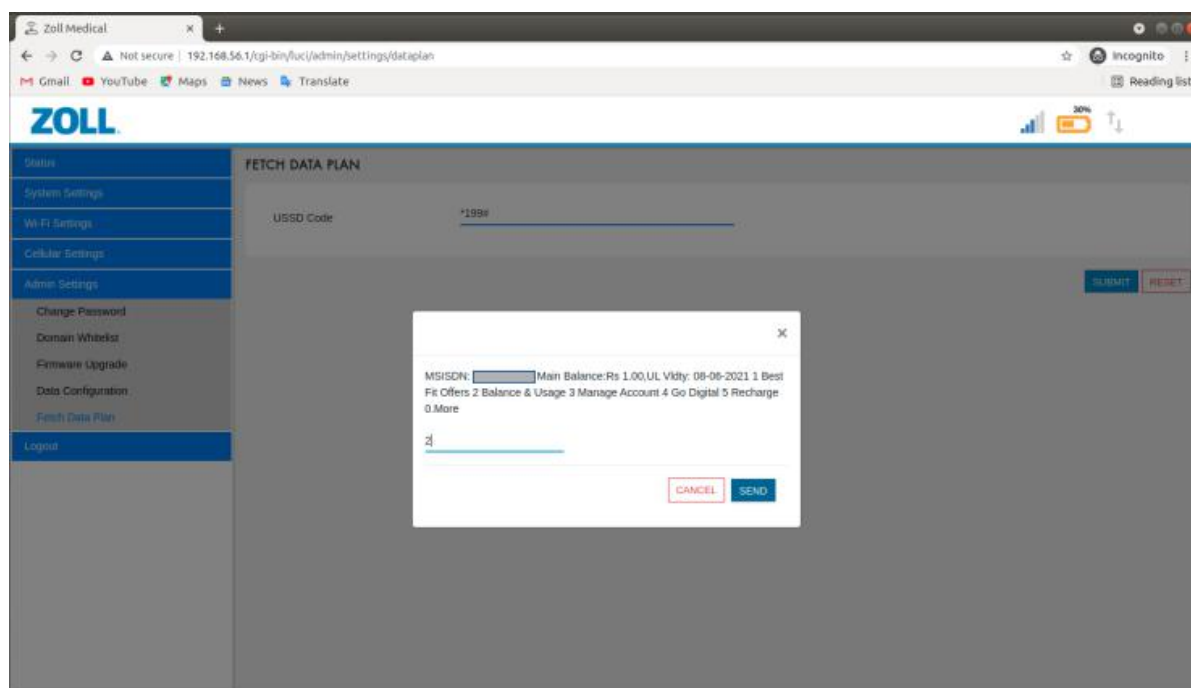 Zoll Medical
Not secure | 192.168.56.1/cgi-bin/luci/admin/settings/dataplan
Incognito
Gmail YouTube Maps News Translate
Reading list
ZOLL
30%
Status
System Settings
Wi-Fi Settings
Cellular Settings
Admin Settings
Change Password
Domain Whitelist
Firmware Upgrade
Data Configuration
Fetch Data Plan
Logout
FETCH DATA PLAN
USSD Code
*199#
SUBMIT RESET
MSISDN: Main Balance:Rs 1.00,UL Vldty: 08-06-2021 1 Best
Fit Offers 2 Balance & Usage 3 Manage Account 4 Go Digital 5 Recharge
0.More
2
CANCEL SEND